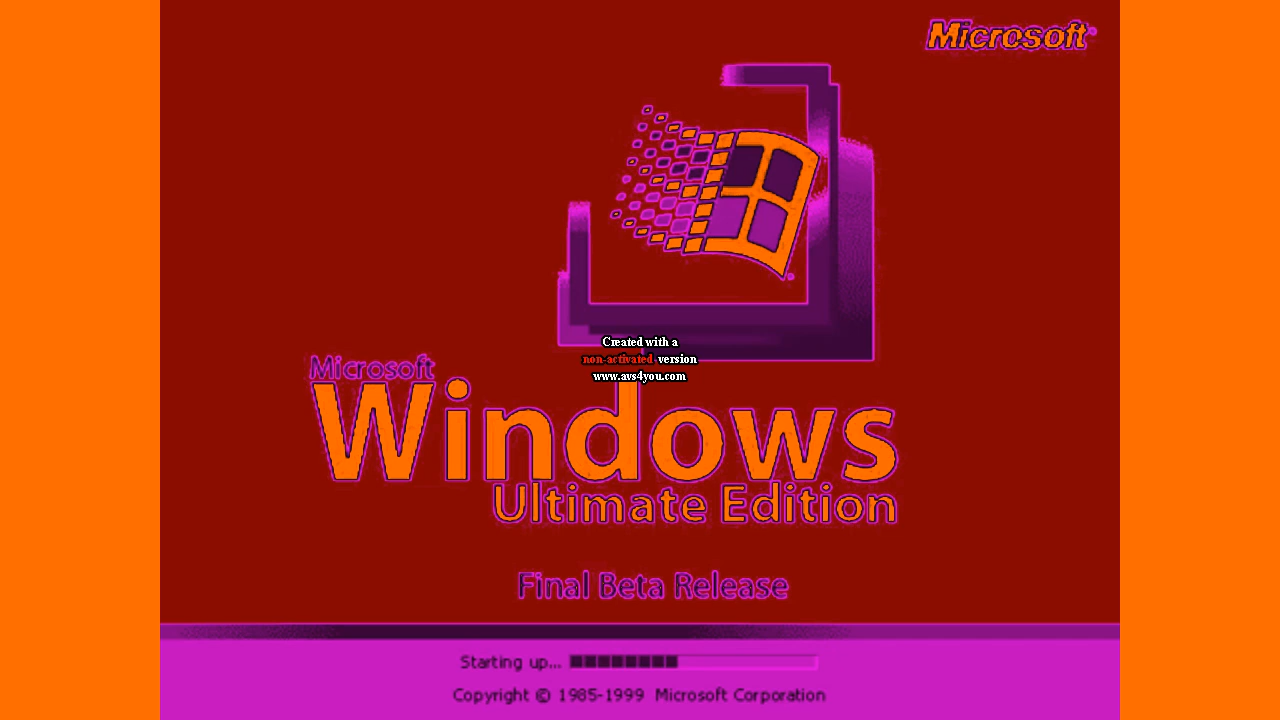 Microsoft
Created with a
non-activated version
www.avs4you.com
Microsoft
Windows
Ultimate Edition
Final Beta Release
Starting up...
Copyright © 1985-1999 Microsoft Corporation